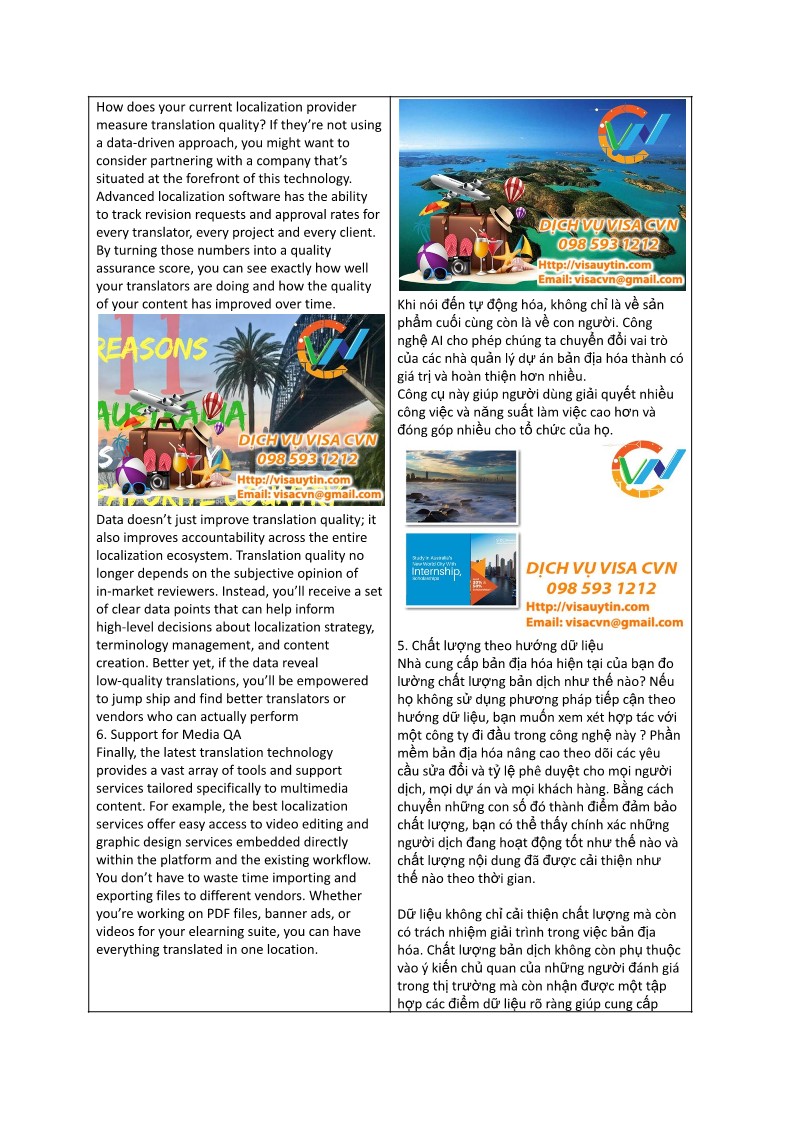 How does your current localization provider
measure translation quality? If they’re not using
a data-driven approach, you might want to
consider partnering with a company that’s
situated at the forefront of this technology.
Advanced localization software has the ability
to track revision requests and approval rates for
every translator, every project and every client.
By turning those numbers into a quality
assurance score, you can see exactly how well
your translators are doing and how the quality
of your content has improved over time.
11
REASONS
AUSTRALIA
CVN
DỊCH VỤ VISA CVN
098 593 1212
Http://visauytin.com
Email: visacvn@gmail.com
Data doesn’t just improve translation quality; it
also improves accountability across the entire
localization ecosystem. Translation quality no
longer depends on the subjective opinion of
in-market reviewers. Instead, you’ll receive a set
of clear data points that can help inform
high-level decisions about localization strategy,
terminology management, and content
creation. Better yet, if the data reveal
low-quality translations, you’ll be empowered
to jump ship and find better translators or
vendors who can actually perform
6. Support for Media QA
Finally, the latest translation technology
provides a vast array of tools and support
services tailored specifically to multimedia
content. For example, the best localization
services offer easy access to video editing and
graphic design services embedded directly
within the platform and the existing workflow.
You don’t have to waste time importing and
exporting files to different vendors. Whether
you’re working on PDF files, banner ads, or
videos for your elearning suite, you can have
everything translated in one location.
CVN
DỊCH VỤ VISA CVN
098 593 1212
Http://visauytin.com
Email: visacvn@gmail.com
Khi nói đến tự động hóa, không chỉ là về sản
phẩm cuối cùng còn là về con người. Công
nghệ AI cho phép chúng ta chuyển đổi vai trò
của các nhà quản lý dự án bản địa hóa thành có
giá trị và hoàn thiện hơn nhiều.
Công cụ này giúp người dùng giải quyết nhiều
công việc và năng suất làm việc cao hơn và
đóng góp nhiều cho tổ chức của họ.
CVN
Study in Australia's
New World City With
Internship,
Scholarships
DỊCH VỤ VISA CVN
098 593 1212
Http://visauytin.com
Email: visacvn@gmail.com
5. Chất lượng theo hướng dữ liệu
Nhà cung cấp bản địa hóa hiện tại của bạn đo
lường chất lượng bản dịch như thế nào? Nếu
họ không sử dụng phương pháp tiếp cận theo
hướng dữ liệu, bạn muốn xem xét hợp tác với
một công ty đi đầu trong công nghệ này ? Phần
mềm bản địa hóa nâng cao theo dõi các yêu
cầu sửa đổi và tỷ lệ phê duyệt cho mọi người
dịch, mọi dự án và mọi khách hàng. Bằng cách
chuyển những con số đó thành điểm đảm bảo
chất lượng, bạn có thể thấy chính xác những
người dịch đang hoạt động tốt như thế nào và
chất lượng nội dung đã được cải thiện như
thế nào theo thời gian.
Dữ liệu không chỉ cải thiện chất lượng mà còn
có trách nhiệm giải trình trong việc bản địa
hóa. Chất lượng bản dịch không còn phụ thuộc
vào ý kiến chủ quan của những người đánh giá
trong thị trường mà còn nhận được một tập
hợp các điểm dữ liệu rõ ràng giúp cung cấp